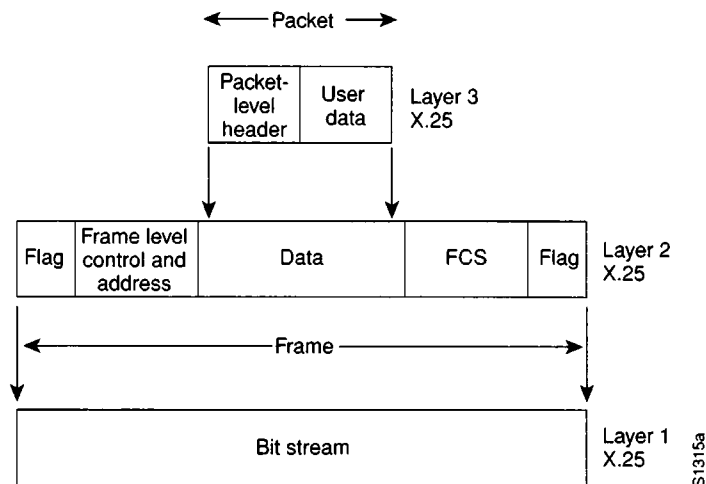 Packet
Packet-
level
header
User
data
Layer 3
X.25
Flag
Frame level
control and
address
Data
FCS
Flag
Layer 2
X.25
Frame
Bit stream
Layer 1
X.25
S1315a